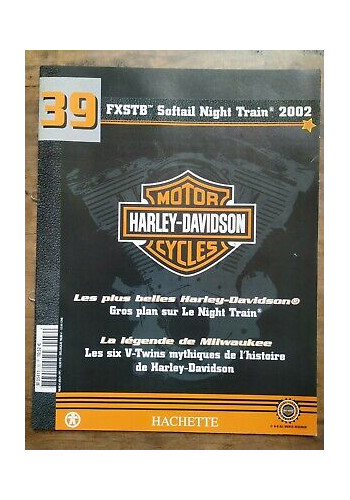 39
FXSTB™ Softail Night Train® 2002
MOTOR
HARLEY-DAVIDSON
CYCLES
Les plus belles Harley-Davidson®
Gros plan sur Le Night Train®
La légende de Milwaukee
Les six V-Twins mythiques de l'histoire
de Harley-Davidson
HACHETTE